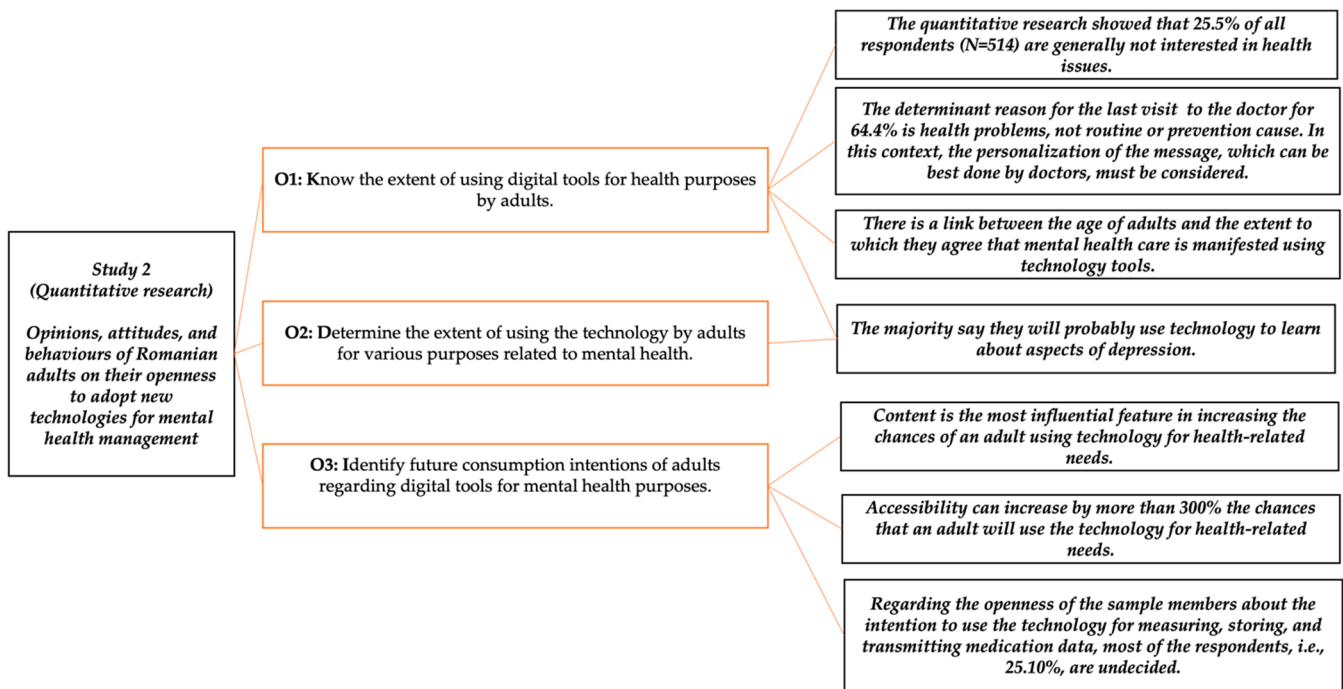 Study 2
(Quantitative research)
Opinions, attitudes, and
behaviours of Romanian
adults on their openness
to adopt new
technologies for mental
health management
O1: Know the extent of using digital tools for health purposes
by adults.
O2: Determine the extent of using the technology by adults
for various purposes related to mental health.
O3: Identify future consumption intentions of adults
regarding digital tools for mental health purposes.
The quantitative research showed that 25.5% of all
respondents (N=514) are generally not interested in health
issues.
The determinant reason for the last visit to the doctor for
64.4% is health problems, not routine or prevention cause. In
this context, the personalization of the message, which can be
best done by doctors, must be considered.
There is a link between the age of adults and the extent to
which they agree that mental health care is manifested using
technology tools.
The majority say they will probably use technology to learn
about aspects of depression.
Content is the most influential feature in increasing the
chances of an adult using technology for health-related
needs.
Accessibility can increase by more than 300% the chances
that an adult will use the technology for health-related
needs.
Regarding the openness of the sample members about the
intention to use the technology for measuring, storing, and
transmitting medication data, most of the respondents, i.e.,
25.10%, are undecided.